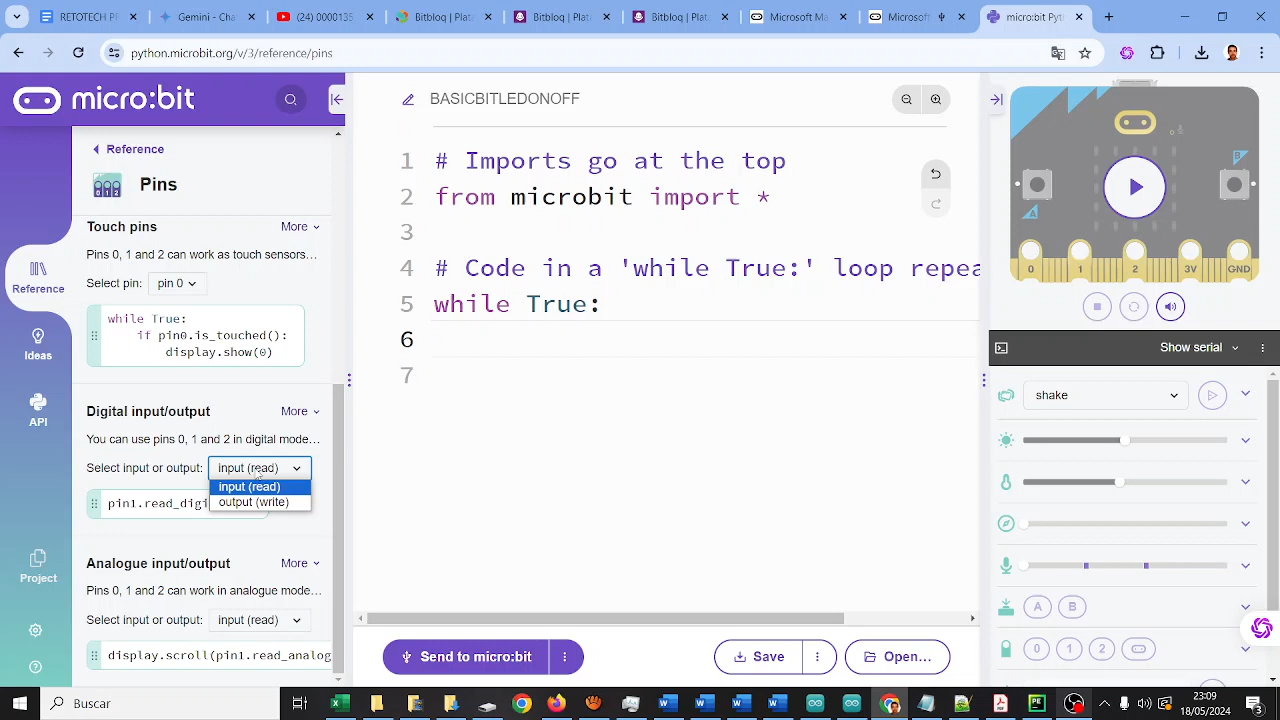 RETOTECH P
Gemini -
(24) 0000135
Bitbloq | Plat
Bitbloq | Plat
Bitbloq | Plat
Microsoft Ma
Microsoft
micro:bit Pyt
python.microbit.org/v/3/reference/pins
micro:bit
Reference
Ideas
API
Project
Reference
Pins
Touch pins
More
Pins 0, 1 and 2 can work as touch sensors...
Select pin:
pin 0
while True:
if pin0.is_touched():
display.show(0)
Digital input/output
More
You can use pins 0, 1 and 2 in digital mode...
Select input or output:
input (read)
input (read)
output (write)
pin1.read_digi
Analogue input/output
More
Pins 0, 1 and 2 can work in analogue mode...
Select input or output:
input (read)
display.scroll(pin1.read_analog
BASICBITLEDONOFF
1 # Imports go at the top
2 from microbit import *
3
4 # Code in a 'while True:' loop repea
5 while True:
6
7
Send to micro:bit
Save
Open...
A
B
0 1 2 3V GND
Show serial
shake
A B
0 1 2
Buscar
23:09
18/05/2024